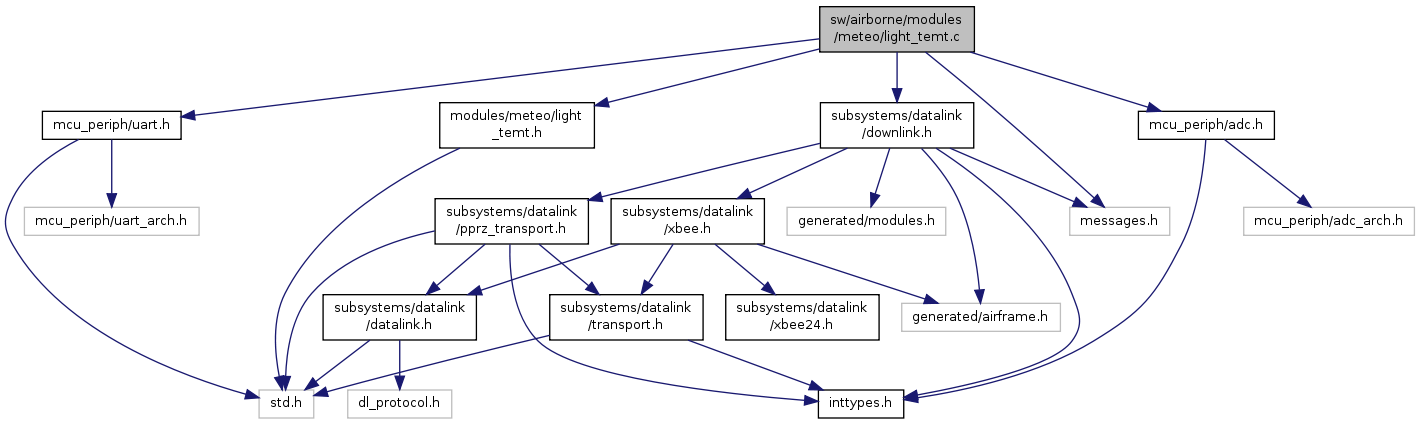 sw/airborne/modules
/meteo/light_temt.c
mcu_periph/uart.h
modules/meteo/light
_temt.h
subsystems/datalink
/downlink.h
mcu_periph/adc.h
mcu_periph/uart_arch.h
subsystems/datalink
/pprz_transport.h
subsystems/datalink
/xbee.h
generated/modules.h
messages.h
mcu_periph/adc_arch.h
subsystems/datalink
/datalink.h
subsystems/datalink
/transport.h
subsystems/datalink
/xbee24.h
generated/airframe.h
std.h
dl_protocol.h
inttypes.h